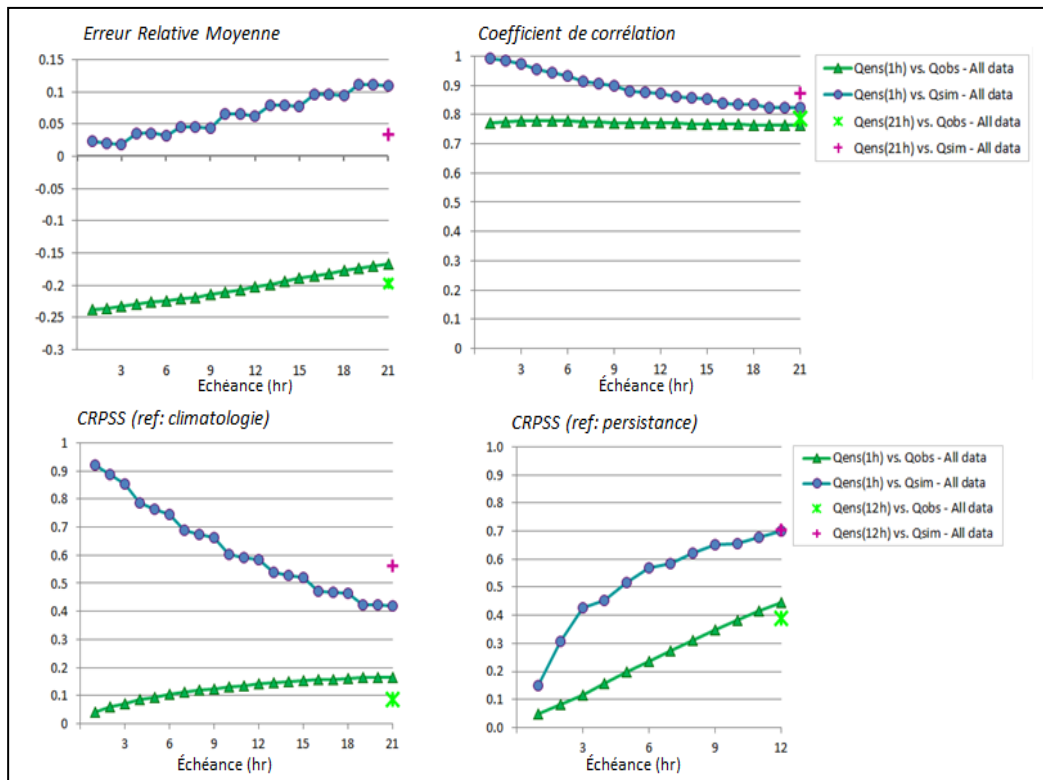 Erreur Relative Moyenne
0.15
0.1
0.05
0
-0.05
-0.1
-0.15
-0.2
-0.25
-0.3
3 6 9 12 15 18 21
Echéance (hr)
Coefficient de corrélation
1
0.9
0.8
0.7
0.6
0.5
0.4
0.3
0.2
0.1
0
3 6 9 12 15 18 21
Échéance (hr)
Qens(1h) vs. Qobs - All data
Qens(1h) vs. Qsim - All data
Qens(21h) vs. Qobs - All data
Qens(21h) vs. Qsim - All data
CRPSS (ref: climatologie)
1
0.9
0.8
0.7
0.6
0.5
0.4
0.3
0.2
0.1
0
3 6 9 12 15 18 21
Échéance (hr)
CRPSS (ref: persistance)
1.0
0.9
0.8
0.7
0.6
0.5
0.4
0.3
0.2
0.1
0.0
3 6 9 12
Échéance (hr)
Qens(1h) vs. Qobs - All data
Qens(1h) vs. Qsim - All data
Qens(12h) vs. Qobs - All data
Qens(12h) vs. Qsim - All data